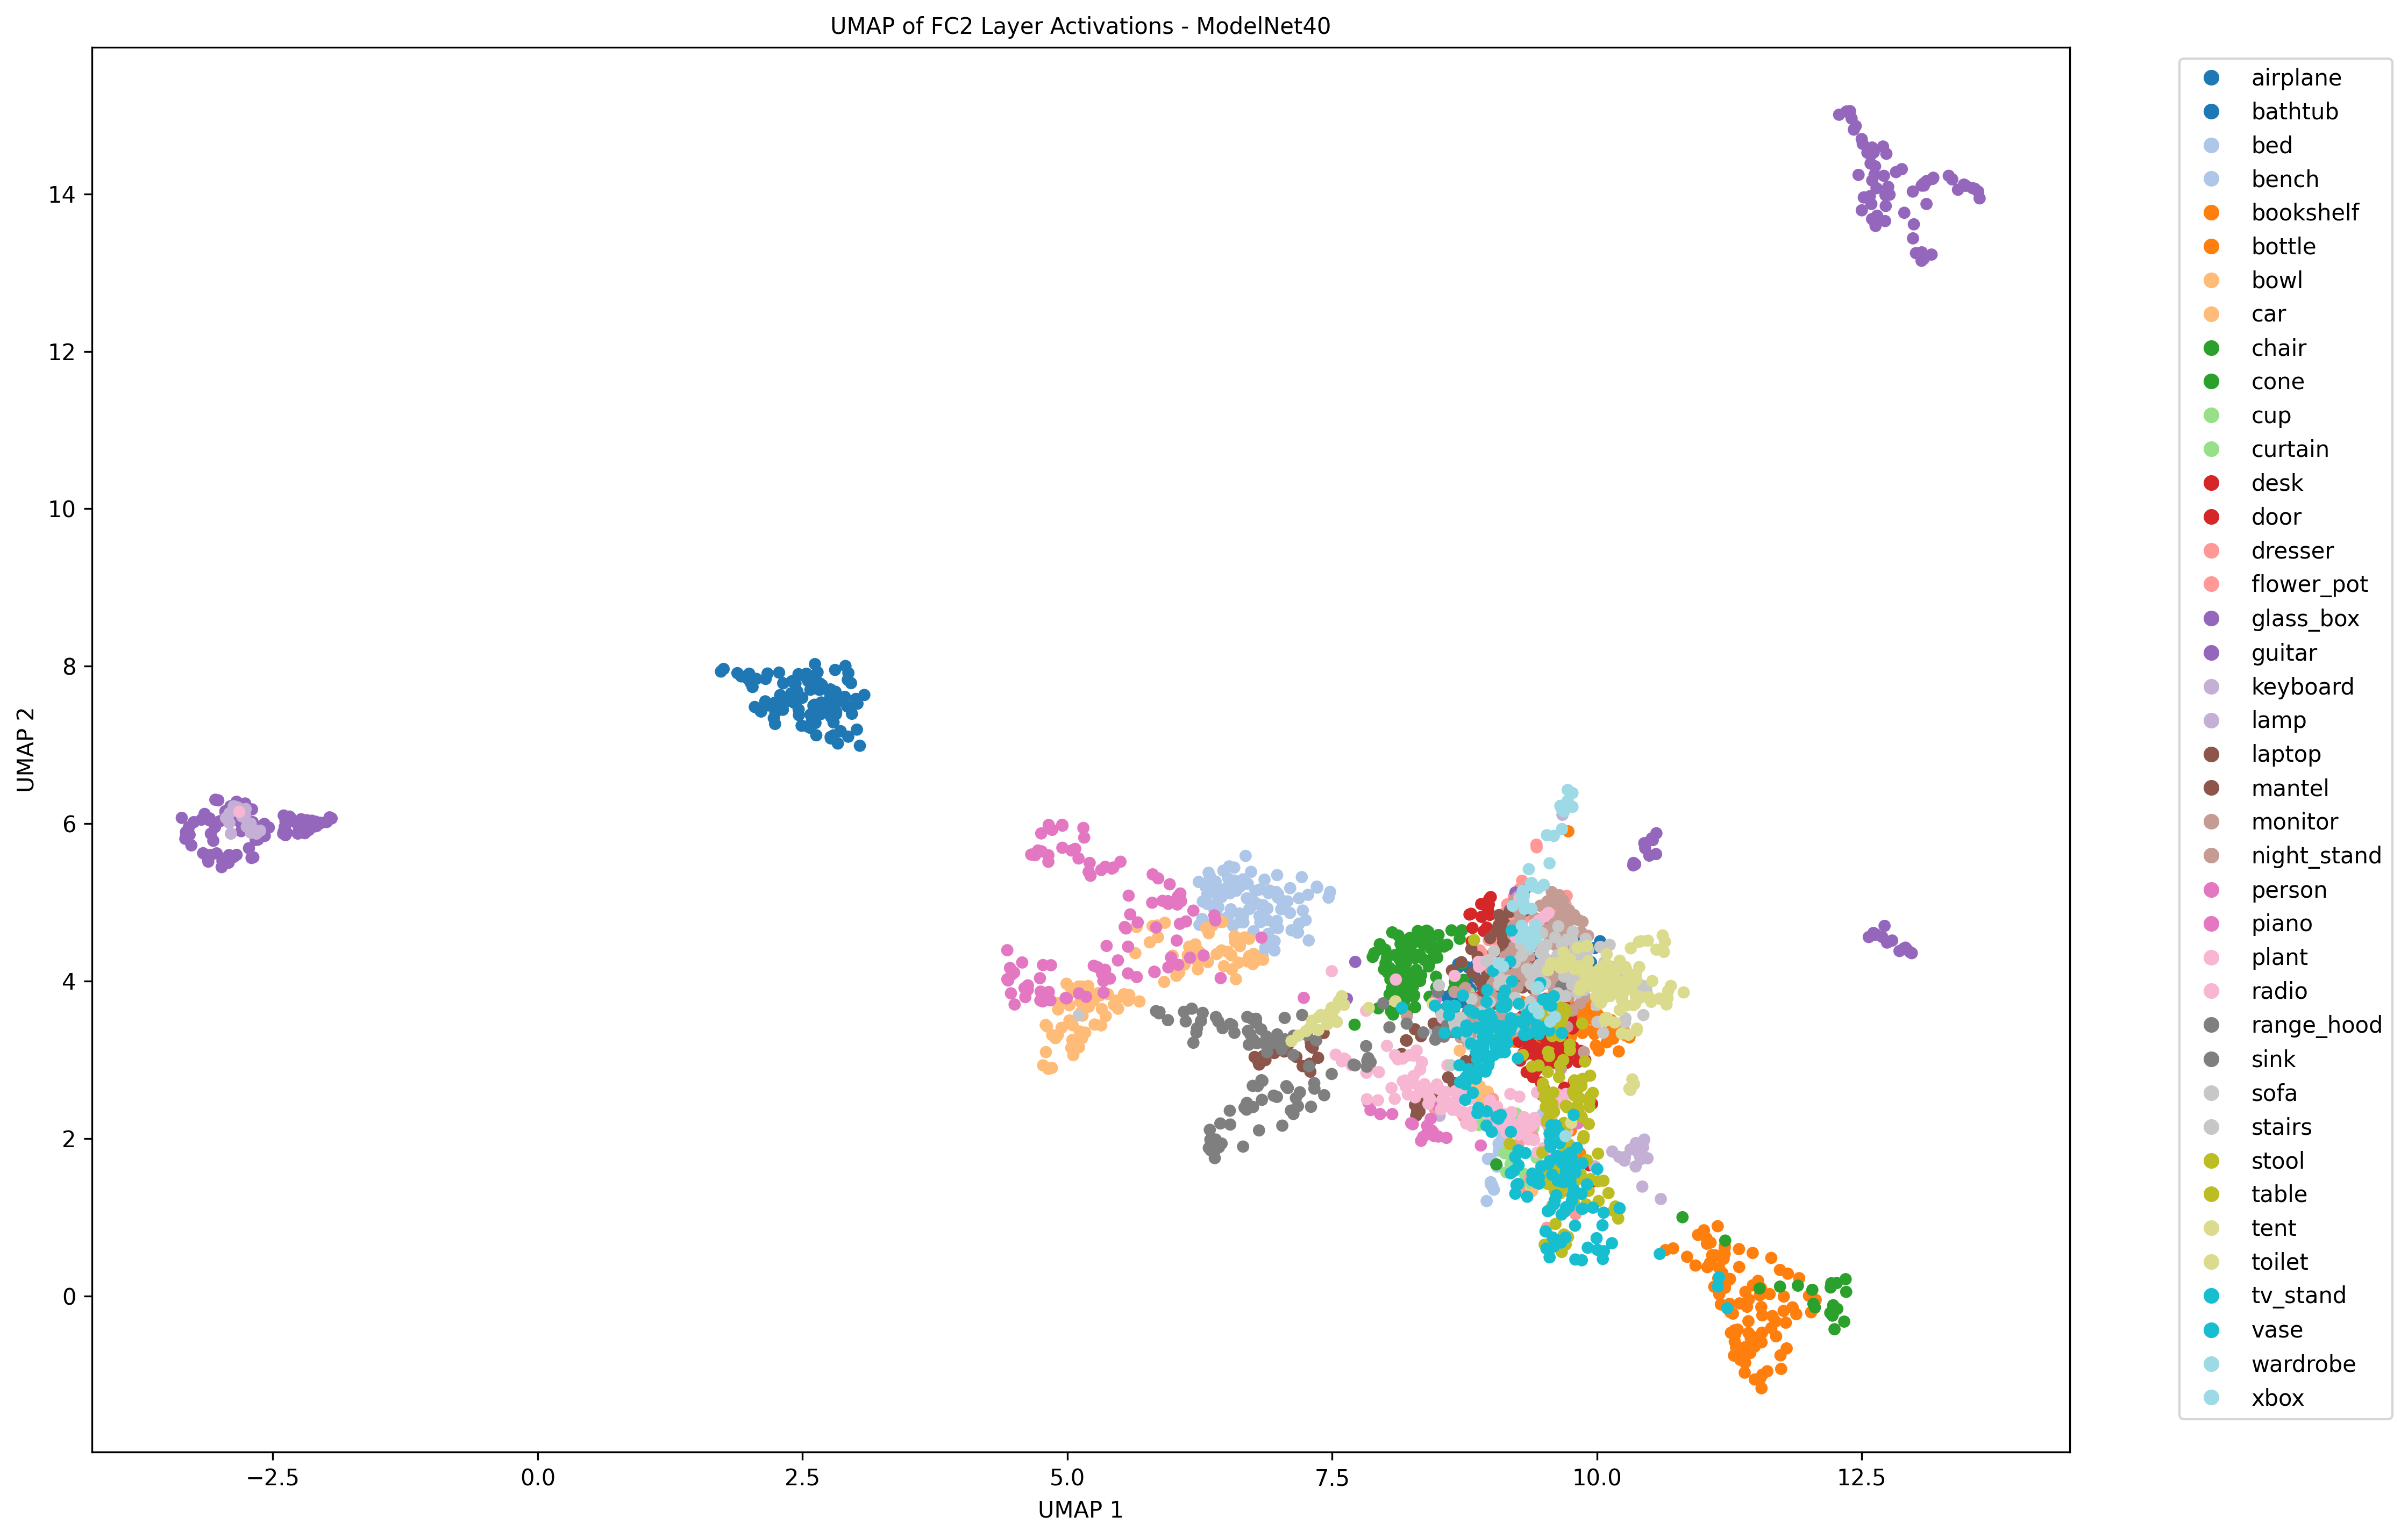 UMAP of FC2 Layer Activations - ModelNet40
14
12
10
8
6
4
2
0
UMAP 2
−2.5
0.0
2.5
5.0
7.5
10.0
12.5
UMAP 1
airplane
bathtub
bed
bench
bookshelf
bottle
bowl
car
chair
cone
cup
curtain
desk
door
dresser
flower_pot
glass_box
guitar
keyboard
lamp
laptop
mantel
monitor
night_stand
person
piano
plant
radio
range_hood
sink
sofa
stairs
stool
table
tent
toilet
tv_stand
vase
wardrobe
xbox